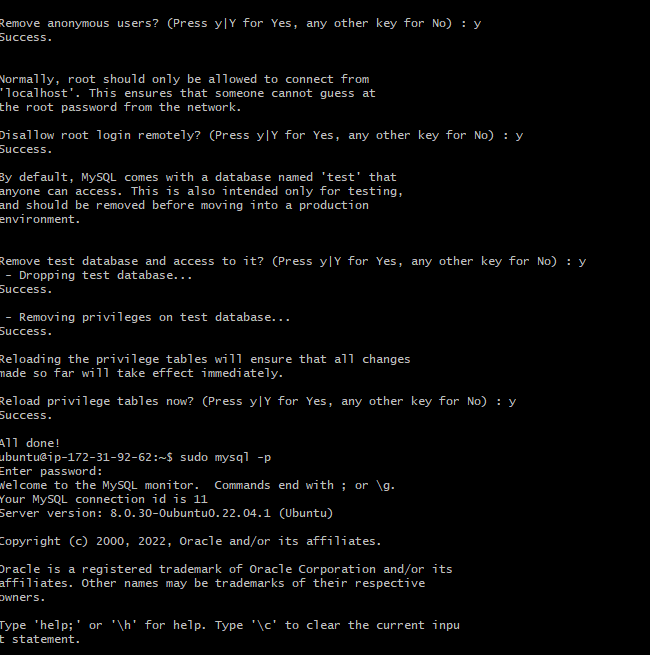 Remove anonymous users? (Press y|Y for Yes, any other key for No) : y
Success.
Normally, root should only be allowed to connect from
'localhost'. This ensures that someone cannot guess at
the root password from the network.
Disallow root login remotely? (Press y|Y for Yes, any other key for No) : y
Success.
By default, MySQL comes with a database named 'test' that
anyone can access. This is also intended only for testing,
and should be removed before moving into a production
environment.
Remove test database and access to it? (Press y|Y for Yes, any other key for No) : y
- Dropping test database...
Success.
- Removing privileges on test database...
Success.
Reloading the privilege tables will ensure that all changes
made so far will take effect immediately.
Reload privilege tables now? (Press y|Y for Yes, any other key for No) : y
Success.
All done!
ubuntu@ip-172-31-92-62:~$ sudo mysql -p
Enter password:
Welcome to the MySQL monitor.  Commands end with ; or \g.
Your MySQL connection id is 11
Server version: 8.0.30-0ubuntu0.22.04.1 (Ubuntu)
Copyright (c) 2000, 2022, Oracle and/or its affiliates.
Oracle is a registered trademark of Oracle Corporation and/or its
affiliates. Other names may be trademarks of their respective
owners.
Type 'help;' or '\h' for help. Type '\c' to clear the current inpu
t statement.